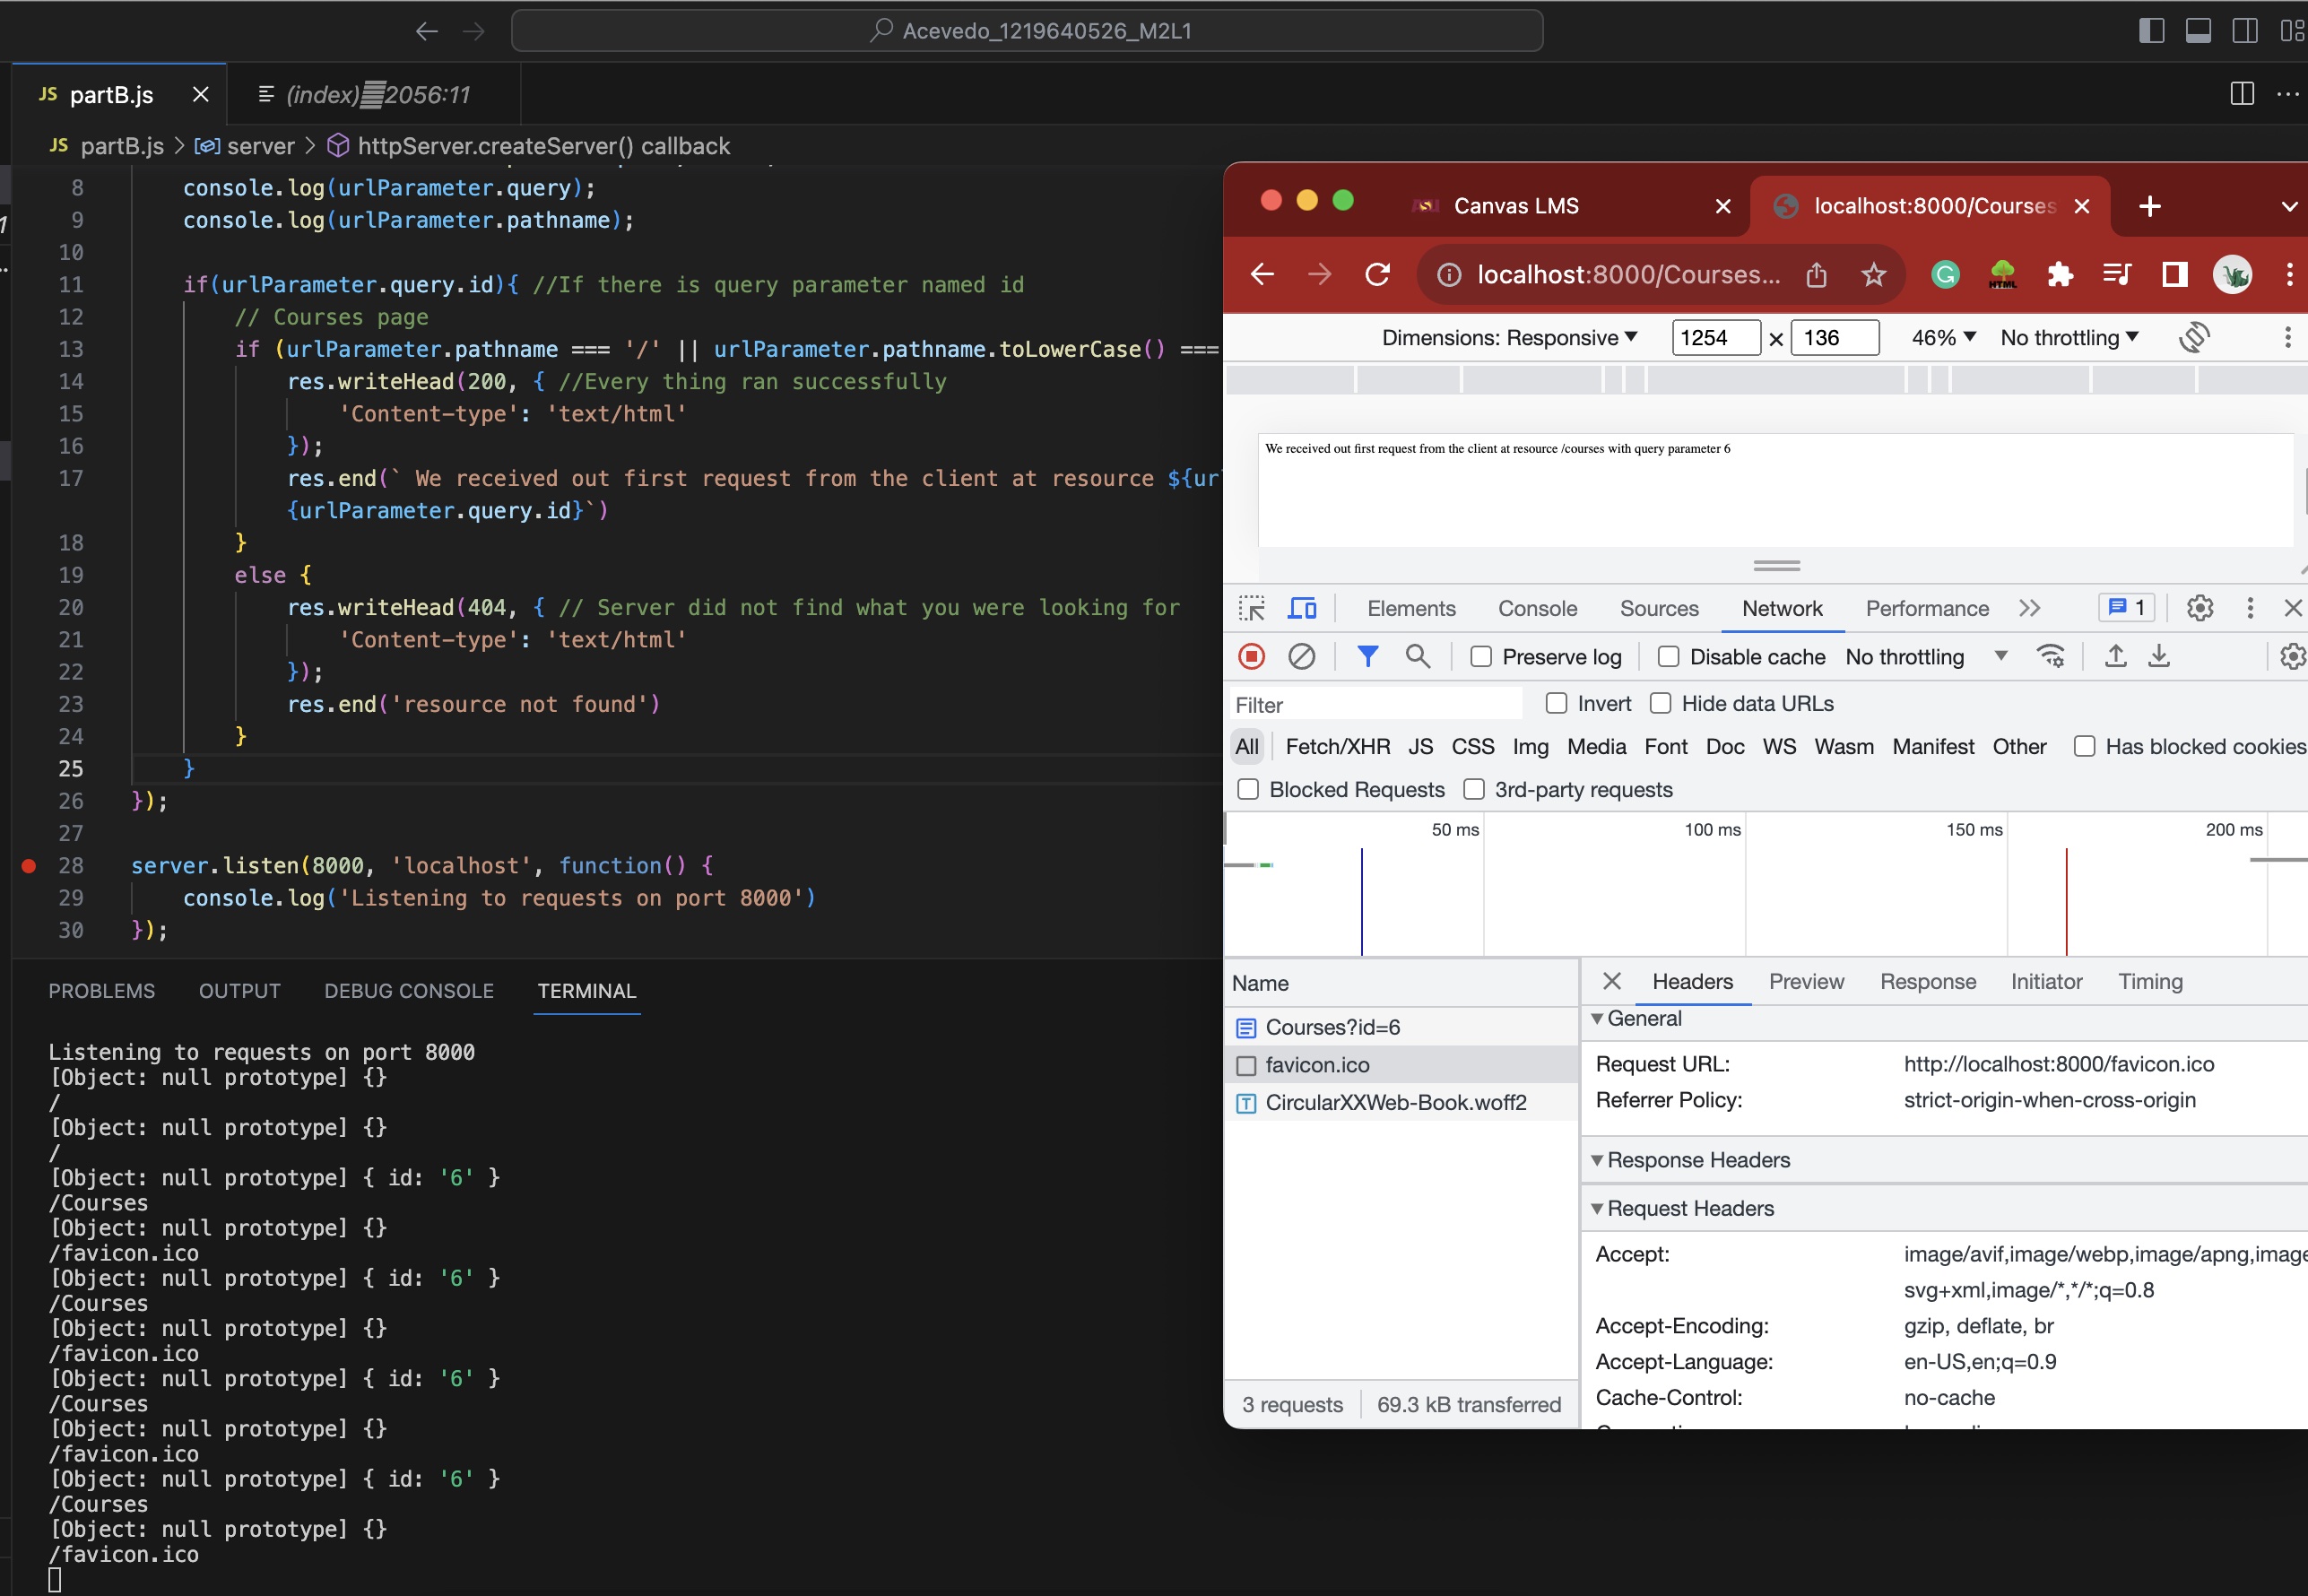 Acevedo_1219640526_M2L1
JS partB.js
(index) 2056:11
JS partB.js > server > httpServer.createServer() callback
8 console.log(urlParameter.query);
9 console.log(urlParameter.pathname);
10
11 if(urlParameter.query.id){ //If there is query parameter named id
12 // Courses page
13 if (urlParameter.pathname === '/' || urlParameter.pathname.toLowerCase() ===
14 res.writeHead(200, { //Every thing ran successfully
15 'Content-type': 'text/html'
16 });
17 res.end(` We received out first request from the client at resource ${ur
{urlParameter.query.id}`)
18 }
19 else {
20 res.writeHead(404, { // Server did not find what you were looking for
21 'Content-type': 'text/html'
22 });
23 res.end('resource not found')
24 }
25 }
26 });
27
28 server.listen(8000, 'localhost', function() {
29 console.log('Listening to requests on port 8000')
30 });
PROBLEMS OUTPUT DEBUG CONSOLE TERMINAL
Listening to requests on port 8000
[Object: null prototype] {}
/
[Object: null prototype] {}
/
[Object: null prototype] { id: '6' }
/Courses
[Object: null prototype] {}
/favicon.ico
[Object: null prototype] { id: '6' }
/Courses
[Object: null prototype] {}
/favicon.ico
[Object: null prototype] { id: '6' }
/Courses
[Object: null prototype] {}
/favicon.ico
[Object: null prototype] { id: '6' }
/Courses
[Object: null prototype] {}
/favicon.ico
Canvas LMS
localhost:8000/Courses
localhost:8000/Courses...
Dimensions: Responsive 1254 × 136 46% No throttling
We received out first request from the client at resource /courses with query parameter 6
Elements Console Sources Network Performance 1
Preserve log Disable cache No throttling
Filter Invert Hide data URLs
All Fetch/XHR JS CSS Img Media Font Doc WS Wasm Manifest Other Has blocked cookies
Blocked Requests 3rd-party requests
50 ms 100 ms 150 ms 200 ms
Name
Courses?id=6
favicon.ico
CircularXXWeb-Book.woff2
3 requests 69.3 kB transferred
Headers Preview Response Initiator Timing
General
Request URL: http://localhost:8000/favicon.ico
Referrer Policy: strict-origin-when-cross-origin
Response Headers
Request Headers
Accept: image/avif,image/webp,image/apng,image
svg+xml,image/*,*/*;q=0.8
Accept-Encoding: gzip, deflate, br
Accept-Language: en-US,en;q=0.9
Cache-Control: no-cache